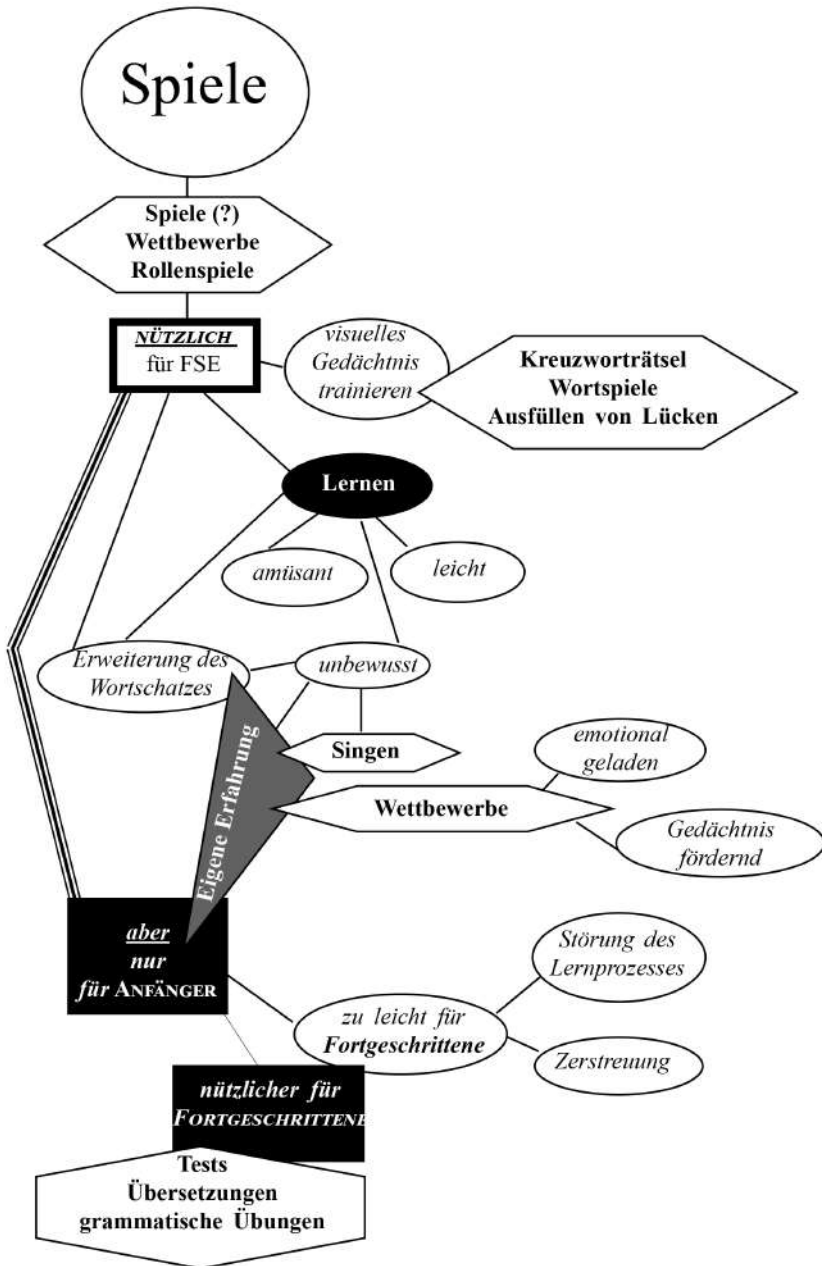 Spiele
Spiele (?)
Wettbewerbe
Rollenspiele
NÜTZLICH
für FSE
visuelles
Gedächtnis
trainieren
Kreuzworträtsel
Wortspiele
Ausfüllen von Lücken
Lernen
amüsant
leicht
Erweiterung des
Wortschatzes
unbewusst
Eigene Erfahrung
Singen
Wettbewerbe
emotional
geladen
Gedächtnis
fördernd
aber
nur
für ANFÄNGER
zu leicht für
Fortgeschrittene
Störung des
Lernprozesses
Zerstreuung
nützlicher für
FORTGESCHRITTENE
Tests
Übersetzungen
grammatische Übungen